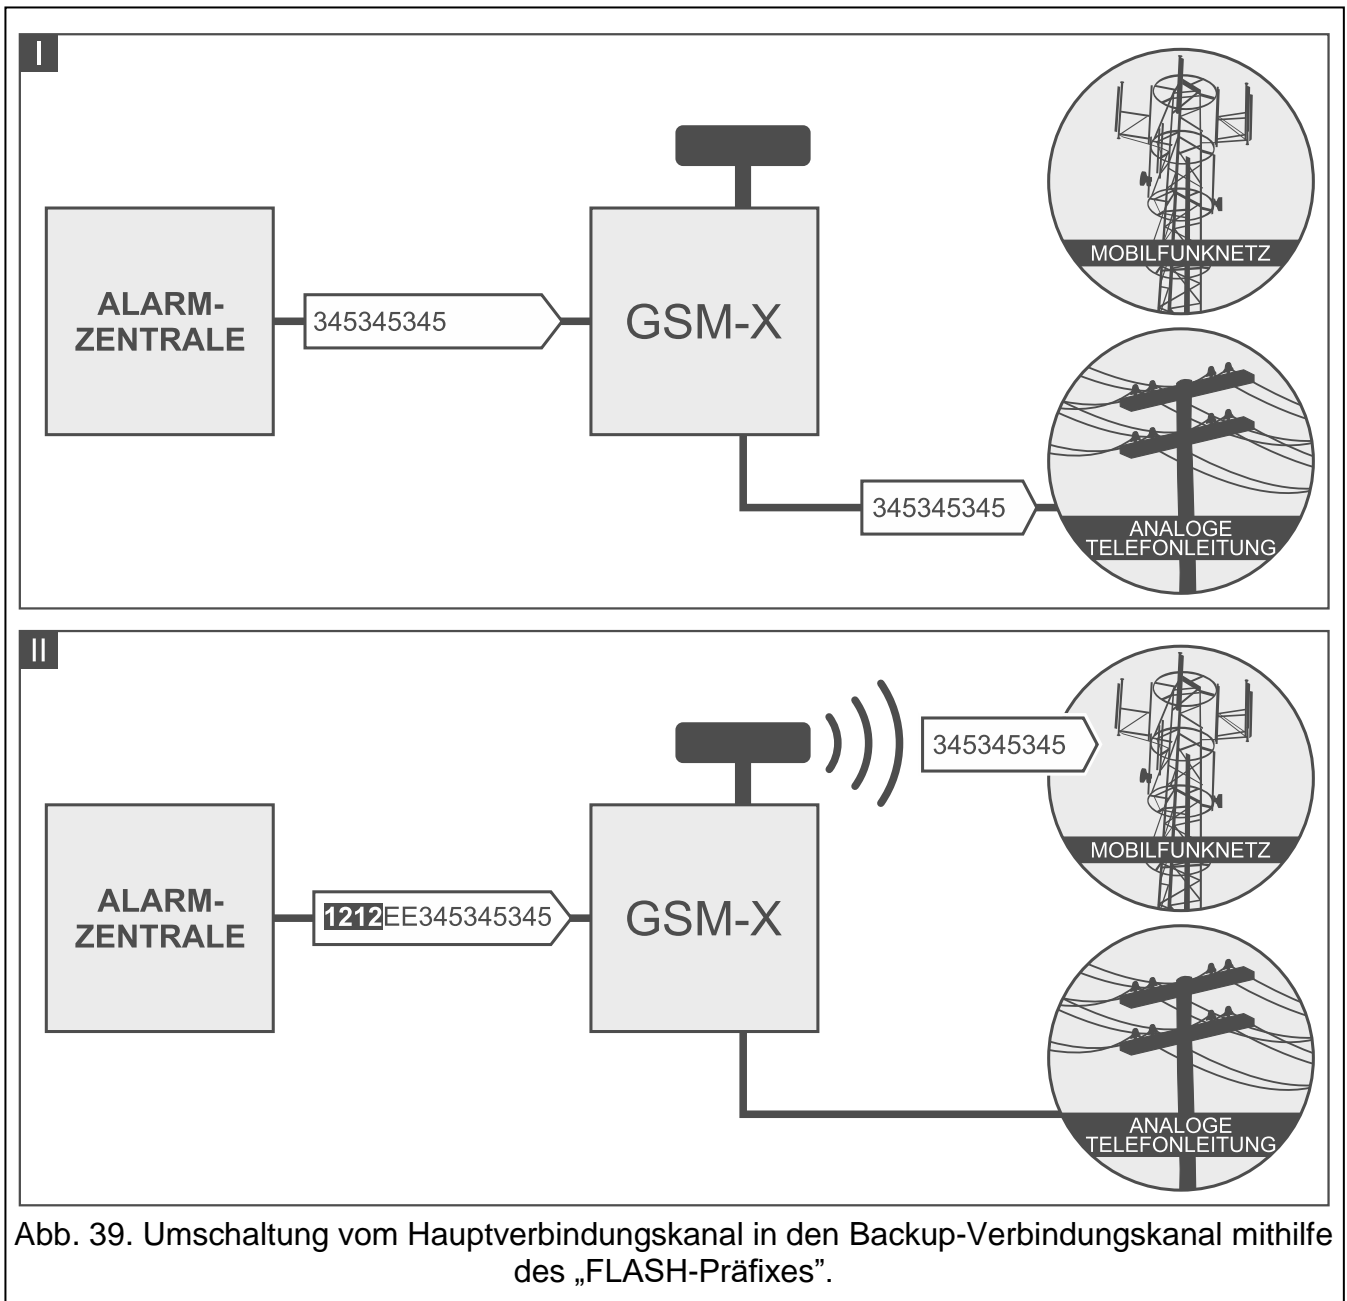 I
MOBILFUNKNETZ
ALARM-
ZENTRALE
345345345
GSM-X
345345345
ANALOGE
TELEFONLEITUNG
II
345345345
MOBILFUNKNETZ
ALARM-
ZENTRALE
1212EE345345345
GSM-X
ANALOGE
TELEFONLEITUNG
Abb. 39. Umschaltung vom Hauptverbindungskanal in den Backup-Verbindungskanal mithilfe
des „FLASH-Präfixes”.